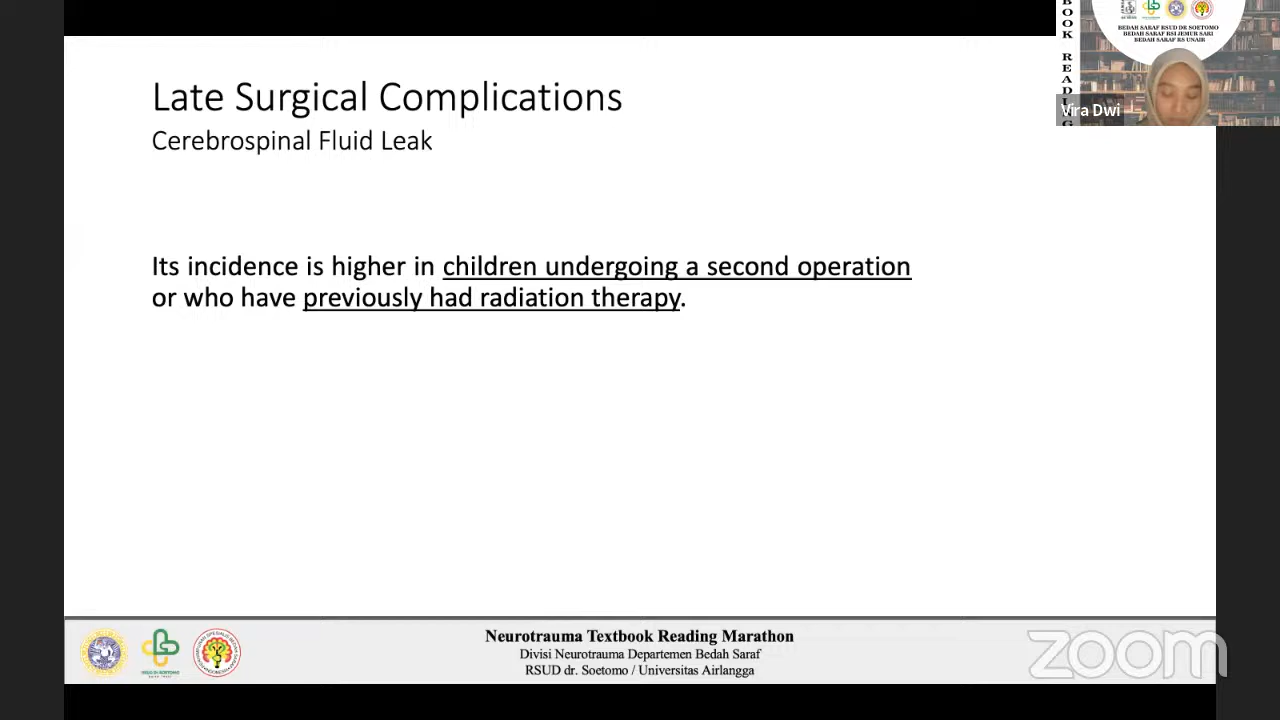 Late Surgical Complications
Cerebrospinal Fluid Leak
Its incidence is higher in children undergoing a second operation
or who have previously had radiation therapy.
BOOK READING
BEDAH SARAF RSUD DR SOETOMO
BEDAH SARAF RSI JEMUR SARI
BEDAH SARAF RS UNAIR
Vira Dwi
Neurotrauma Textbook Reading Marathon
Divisi Neurotrauma Departemen Bedah Saraf
RSUD dr. Soetomo / Universitas Airlangga
zoom